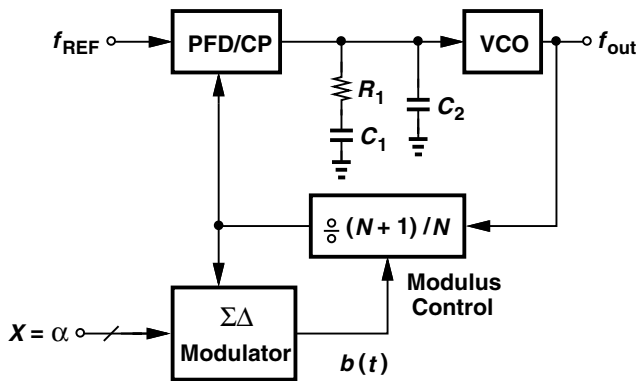 f_REF
PFD/CP
VCO
f_out
R_1
C_1
C_2
÷ (N + 1) / N
Modulus
Control
X = α
ΣΔ
Modulator
b(t)